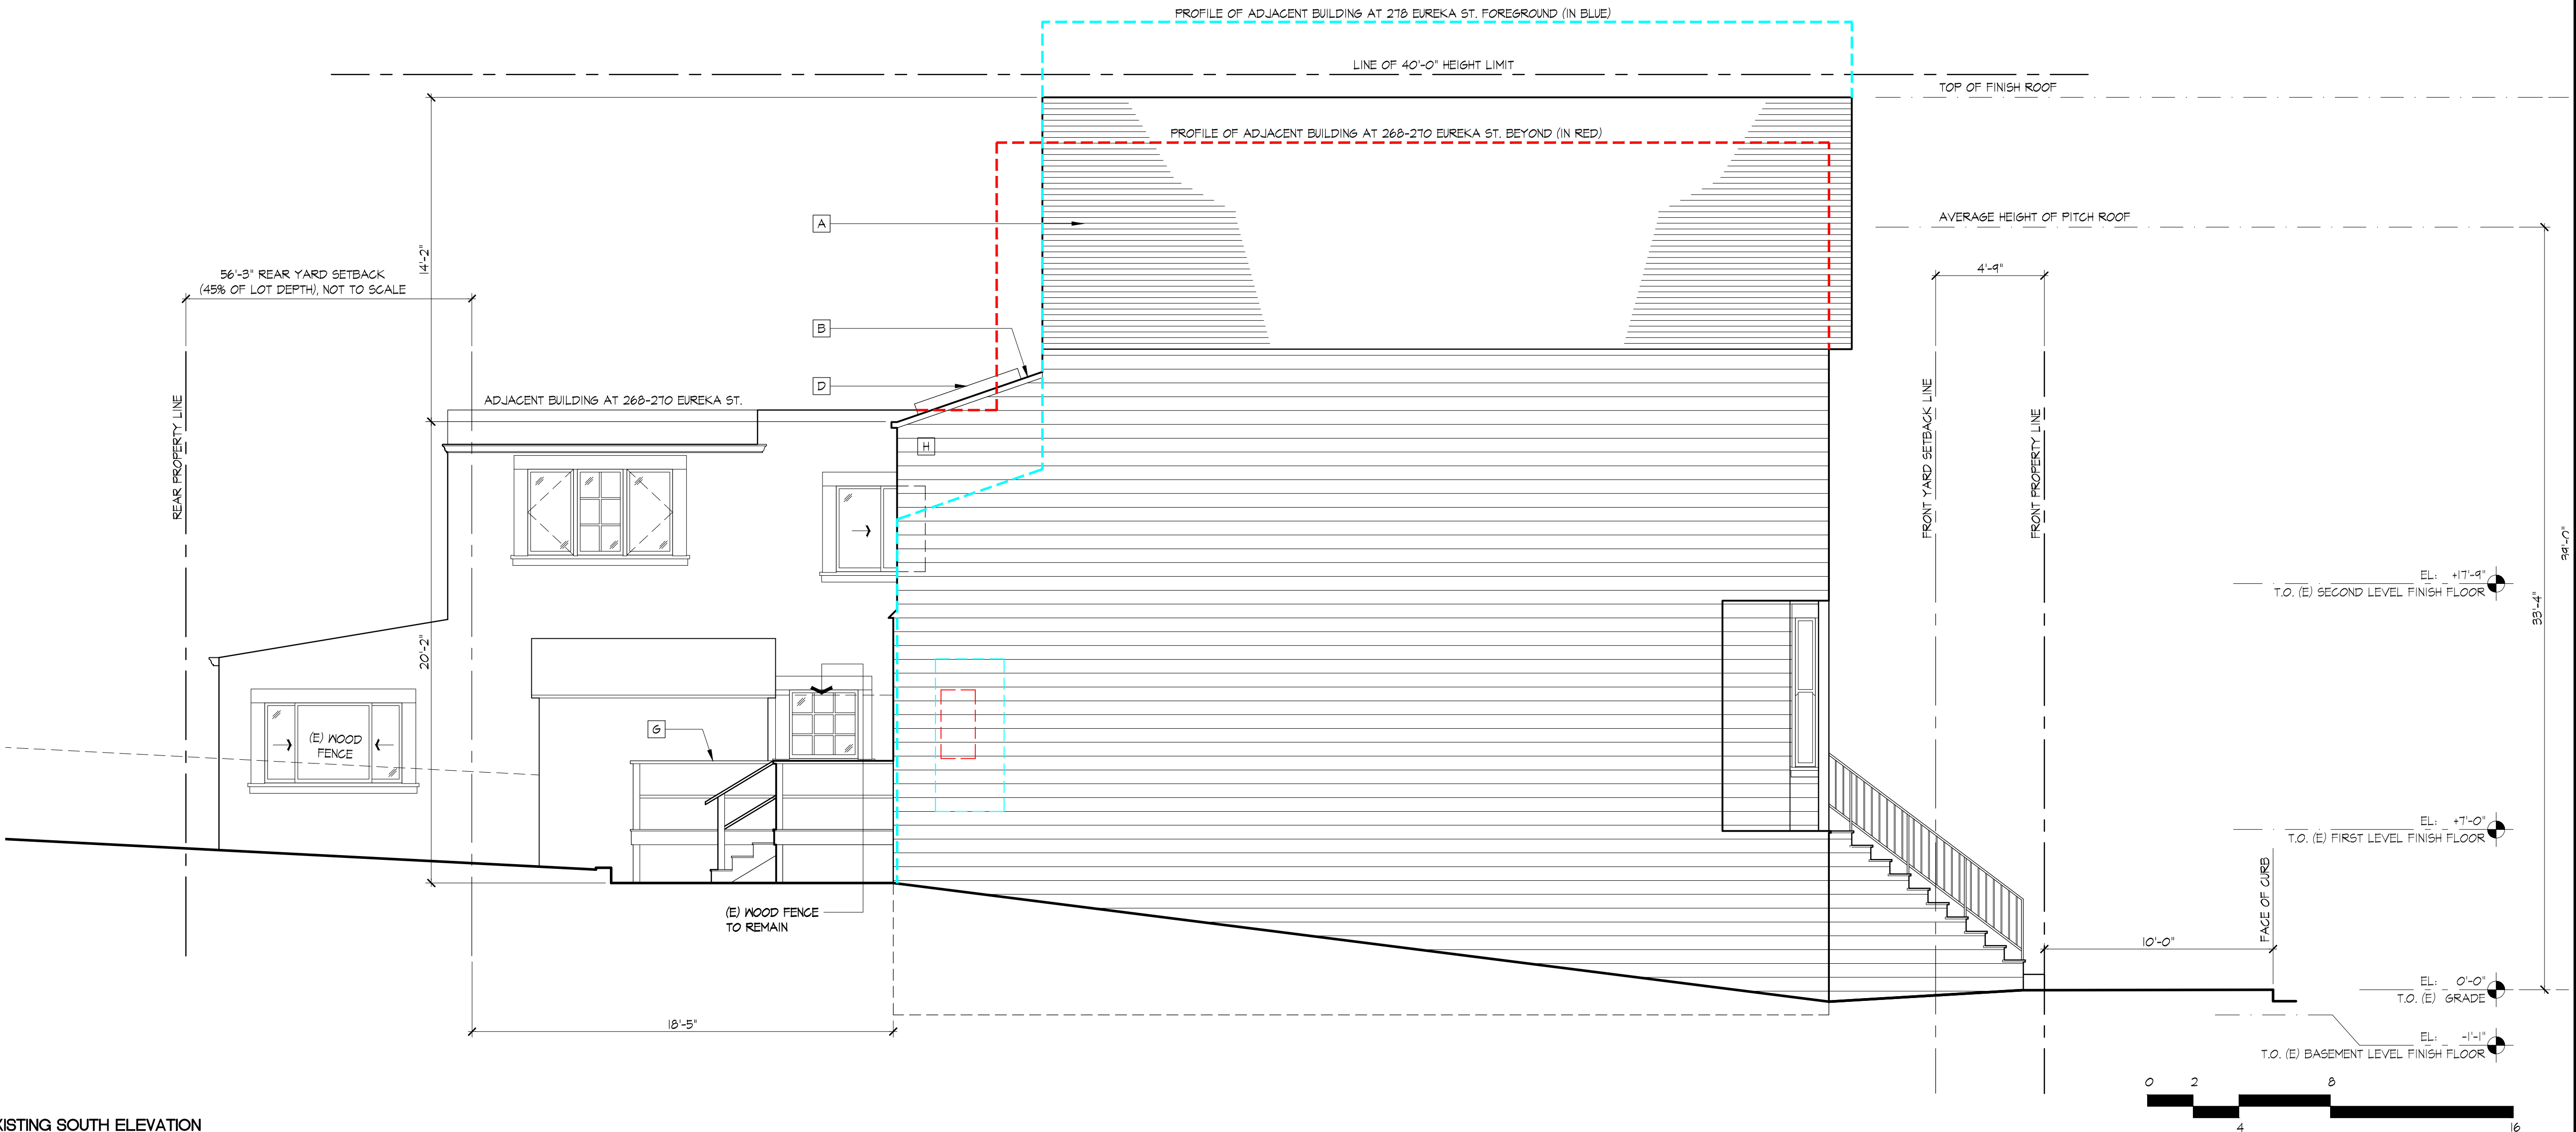 PROFILE OF ADJACENT BUILDING AT 278 EUREKA ST. FOREGROUND (IN BLUE)
LINE OF 40'-0" HEIGHT LIMIT
TOP OF FINISH ROOF
PROFILE OF ADJACENT BUILDING AT 268-270 EUREKA ST. BEYOND (IN RED)
A
AVERAGE HEIGHT OF PITCH ROOF
14'-2"
56'-3" REAR YARD SETBACK
(45% OF LOT DEPTH), NOT TO SCALE
4'-9"
B
D
ADJACENT BUILDING AT 268-270 EUREKA ST.
H
REAR PROPERTY LINE
FRONT YARD SETBACK LINE
FRONT PROPERTY LINE
39'-0"
EL: +17'-9"
T.O. (E) SECOND LEVEL FINISH FLOOR
33'-4"
20'-2"
G
(E) WOOD
FENCE
EL: +7'-0"
T.O. (E) FIRST LEVEL FINISH FLOOR
FACE OF CURB
(E) WOOD FENCE
TO REMAIN
10'-0"
EL: 0'-0"
T.O. (E) GRADE
18'-5"
EL: -1'-1"
T.O. (E) BASEMENT LEVEL FINISH FLOOR
0 2 8
4 16
XISTING SOUTH ELEVATION